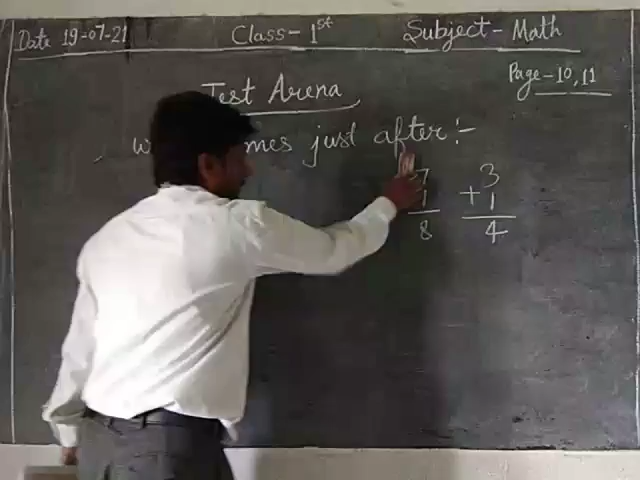 Date 19-07-21 Class-1st Subject-Math
Page-10,11
Test Arena
just after:-
7 3
1 +1
8 4